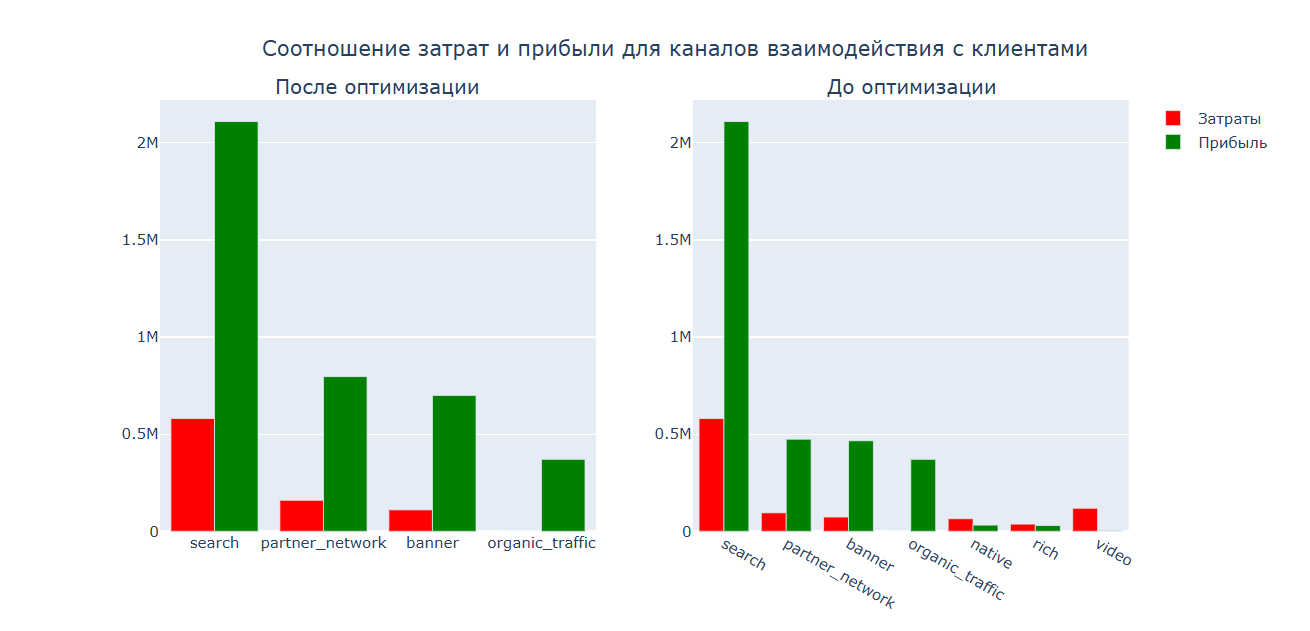 Соотношение затрат и прибыли для каналов взаимодействия с клиентами
После оптимизации
2M
1.5M
1M
0.5M
0
search
partner_network
banner
organic_traffic
До оптимизации
2M
1.5M
1M
0.5M
0
search
partner_network
banner
organic_traffic
native
rich
video
Затраты
Прибыль